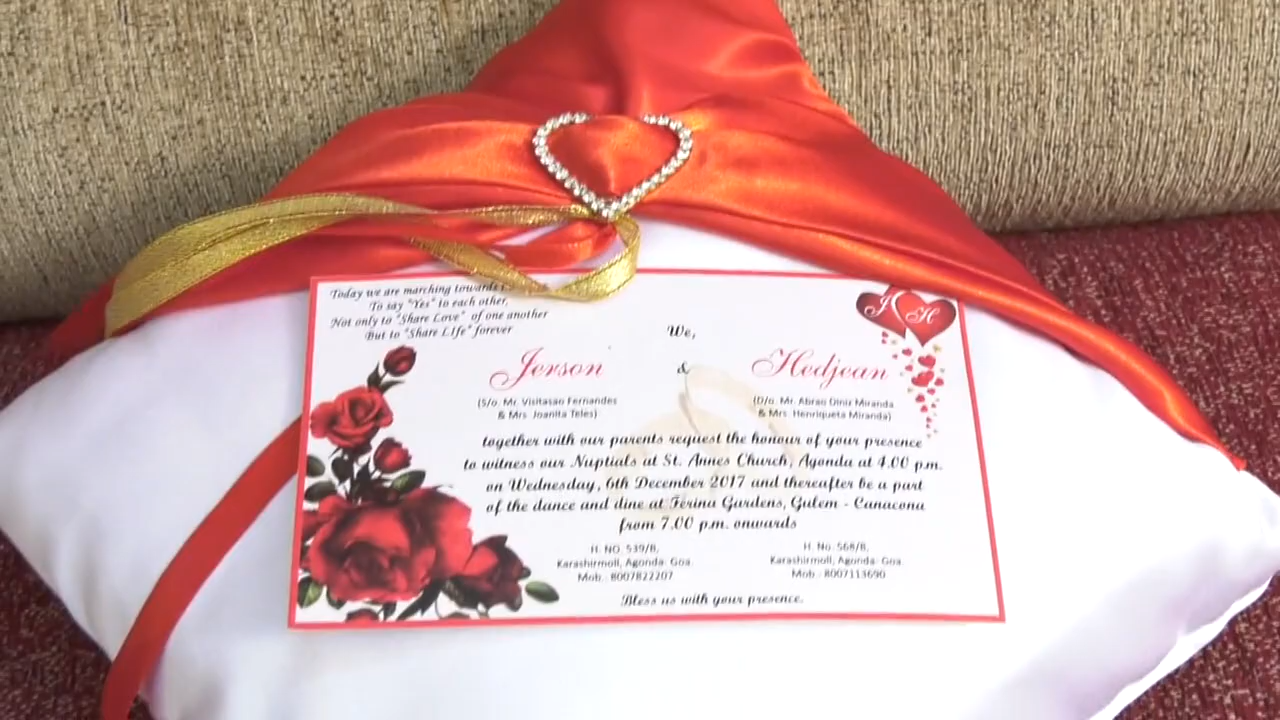 Today we are marching towards
To say "Yes" to each other,
Not only to "Share Love" of one another
But to "Share Life" forever
J H
We,
Jerson & Hedjean
(S/o. Mr. Visitasao Fernandes
& Mrs. Joanita Teles)
(D/o. Mr. Abrao Diniz Miranda
& Mrs. Henriqueta Miranda)
together with our parents request the honour of your presence
to witness our Nuptials at St. Annes Church, Agonda at 4.00 p.m.
on Wednesday, 6th December 2017 and thereafter be a part
of the dance and dine at Ferina Gardens, Gulem - Canacona
from 7.00 p.m. onwards
H. NO. 539/B,
Karashirmoll, Agonda- Goa
Mob.- 8007822207
H. No. 568/B,
Karashirmoll, Agonda- Goa.
Mob.- 8007113690
Bless us with your presence.